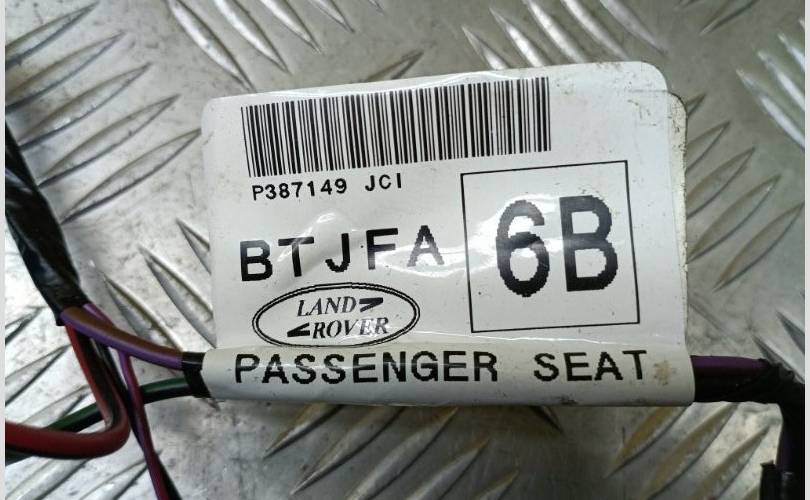 P387149 JCI
BTJFA
6B
LAND
ROVER
PASSENGER SEAT